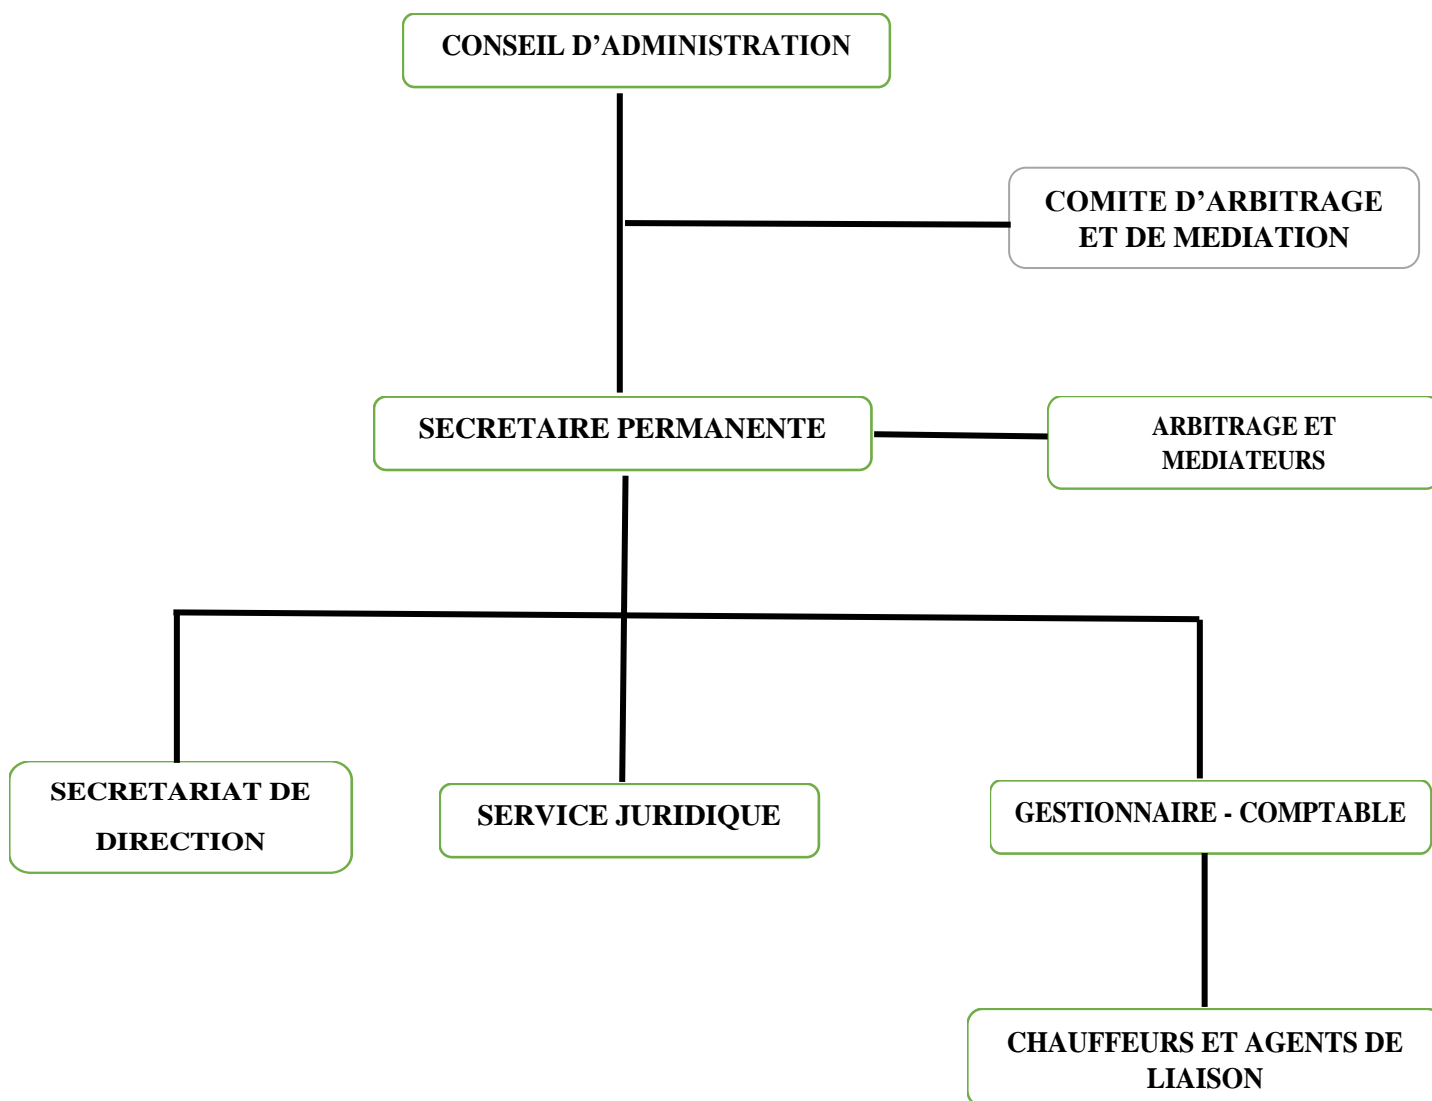 CONSEIL D’ADMINISTRATION
COMITE D’ARBITRAGE
ET DE MEDIATION
SECRETAIRE PERMANENTE
ARBITRAGE ET
MEDIATEURS
SECRETARIAT DE
DIRECTION
SERVICE JURIDIQUE
GESTIONNAIRE - COMPTABLE
CHAUFFEURS ET AGENTS DE
LIAISON